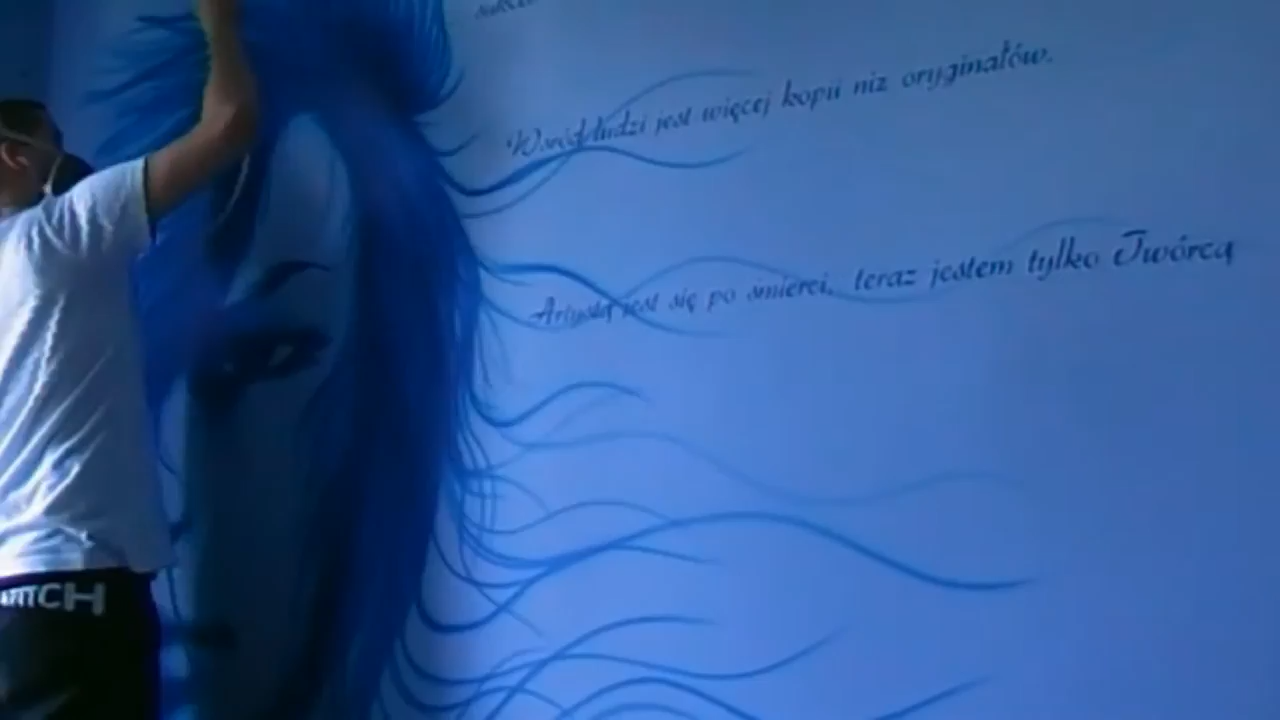 Wśród ludzi jest więcej kopii niż oryginałów.
Artystą jest się po śmierci, teraz jestem tylko Twórcą